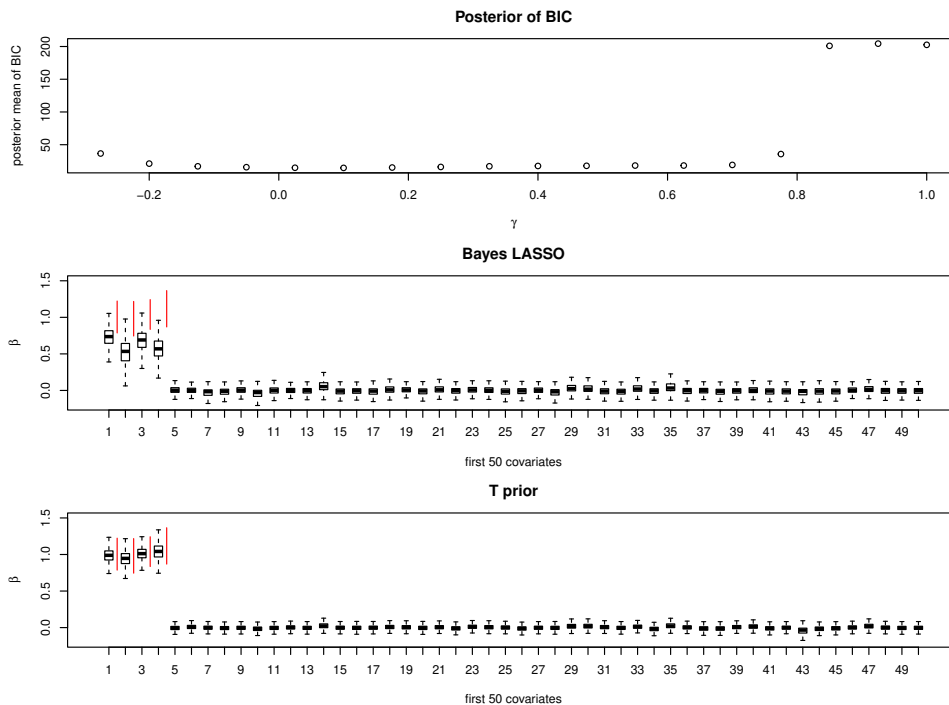 Posterior of BIC
posterior mean of BIC
200
150
100
50
−0.2 0.0 0.2 0.4 0.6 0.8 1.0
γ
Bayes LASSO
β
1.5
1.0
0.5
0.0
1 3 5 7 9 11 13 15 17 19 21 23 25 27 29 31 33 35 37 39 41 43 45 47 49
first 50 covariates
T prior
β
1.5
1.0
0.5
0.0
1 3 5 7 9 11 13 15 17 19 21 23 25 27 29 31 33 35 37 39 41 43 45 47 49
first 50 covariates